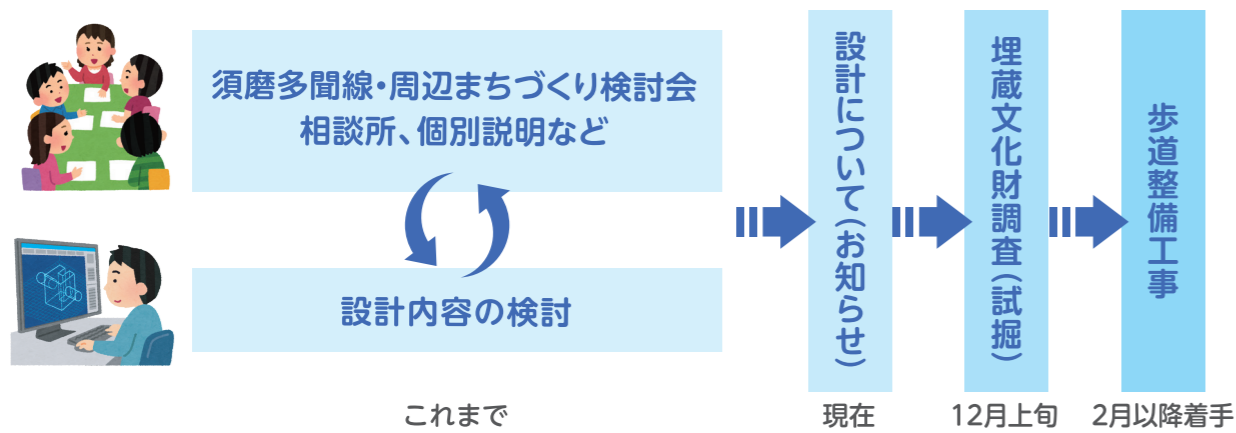 須磨多聞線・周辺まちづくり検討会
相談所、個別説明など
設計内容の検討
これまで
設計について（お知らせ）
現在
埋蔵文化財調査（試掘）
12月上旬
歩道整備工事
2月以降着手